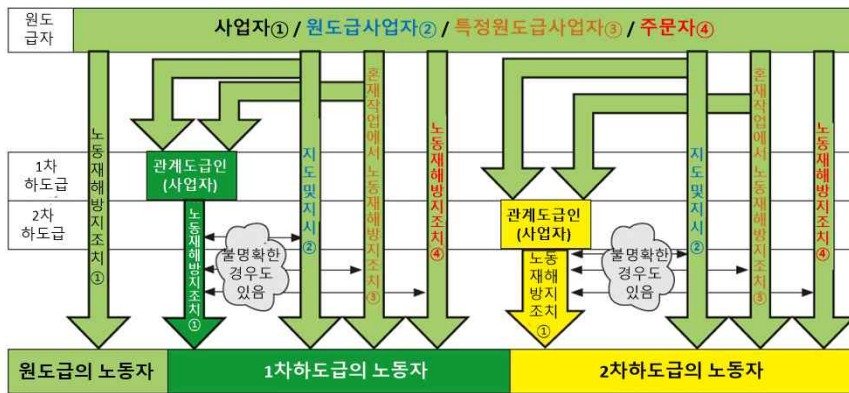 원도
급자
사업자① / 원도급사업자② / 특정원도급사업자③ / 주문자④
노동재해방지조치①
지도및지시②
혼재작업에서노동재해방지조치③
노동재해방지조치④
지도및지시②
혼재작업에서노동재해방지조치③
노동재해방지조치④
1차
하도급
관계도급인
(사업자)
2차
하도급
관계도급인
(사업자)
노동재해방지조치①
불명확한
경우도
있음
노동
재해
방지
조치
①
불명확한
경우도
있음
원도급의 노동자
1차하도급의 노동자
2차하도급의 노동자